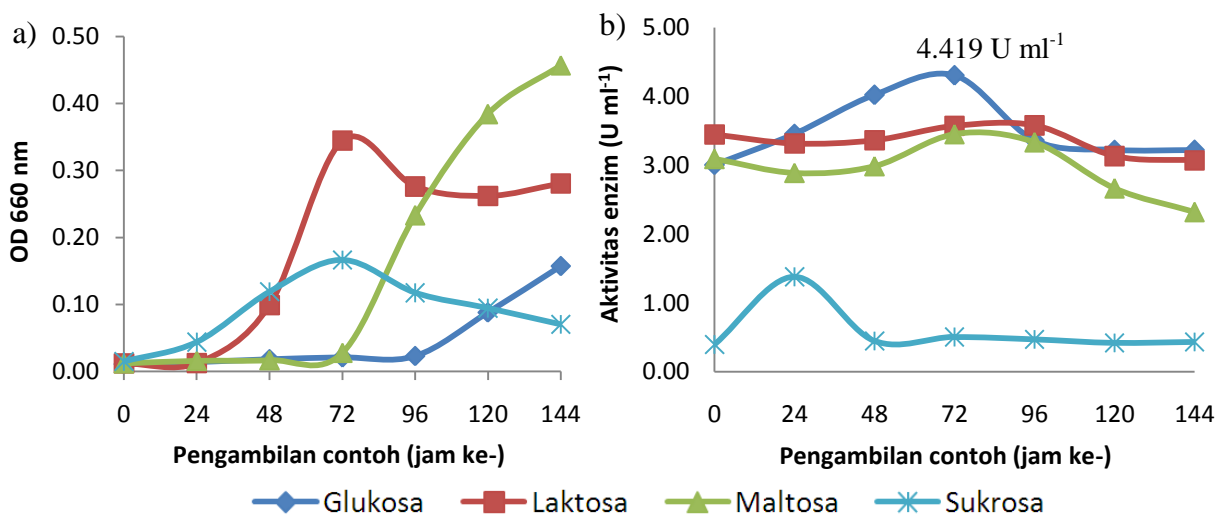 a)
OD 660 nm
0.50
0.40
0.30
0.20
0.10
0.00
0 24 48 72 96 120 144
Pengambilan contoh (jam ke-)
b)
Aktivitas enzim (U ml-1)
5.00
4.00
3.00
2.00
1.00
0.00
4.419 U ml-1
0 24 48 72 96 120 144
Pengambilan contoh (jam ke-)
Glukosa Laktosa Maltosa Sukrosa